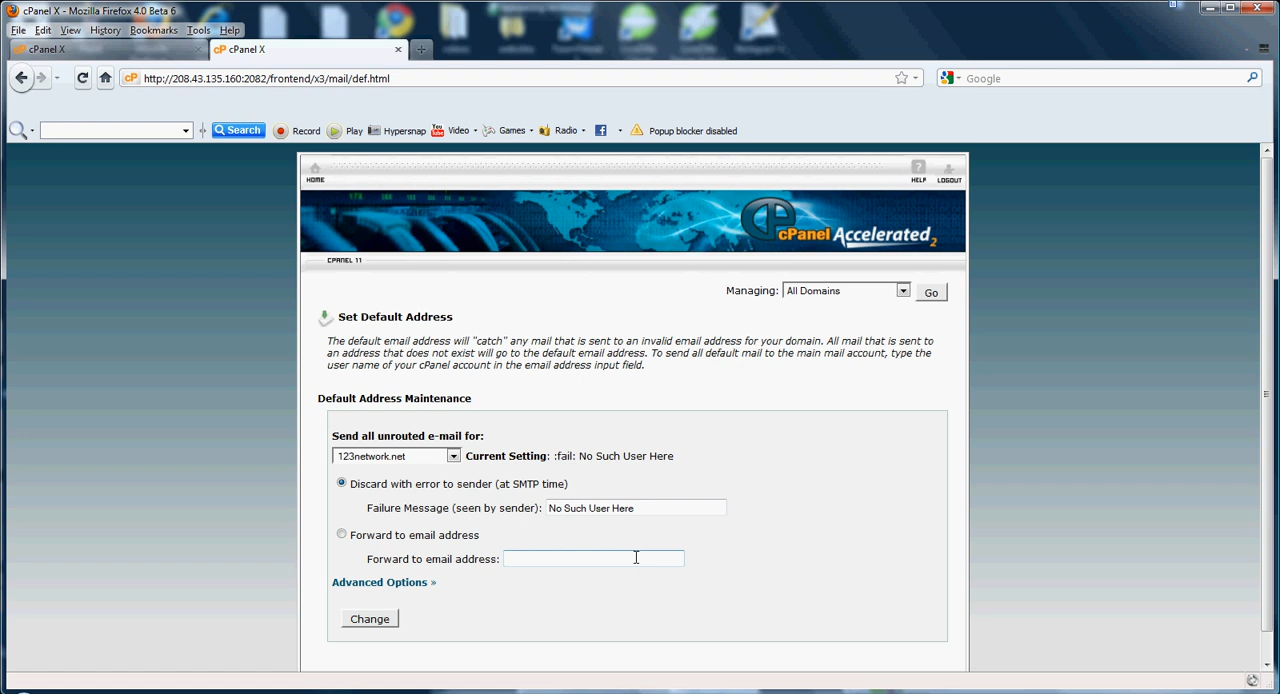 cPanel X - Mozilla Firefox 4.0 Beta 6
File Edit View History Bookmarks Tools Help
cP cPanel X
cP cPanel X
cP http://208.43.135.160:2082/frontend/x3/mail/def.html
Google
Search Record Play Hypersnap You Tube Video Games Radio Popup blocker disabled
HOME
HELP LOGOUT
cPanel Accelerated2
CPANEL 11
Managing: All Domains Go
Set Default Address
The default email address will "catch" any mail that is sent to an invalid email address for your domain. All mail that is sent to
an address that does not exist will go to the default email address. To send all default mail to the main mail account, type the
user name of your cPanel account in the email address input field.
Default Address Maintenance
Send all unrouted e-mail for:
123network.net Current Setting: :fail: No Such User Here
Discard with error to sender (at SMTP time)
Failure Message (seen by sender): No Such User Here
Forward to email address
Forward to email address:
Advanced Options »
Change